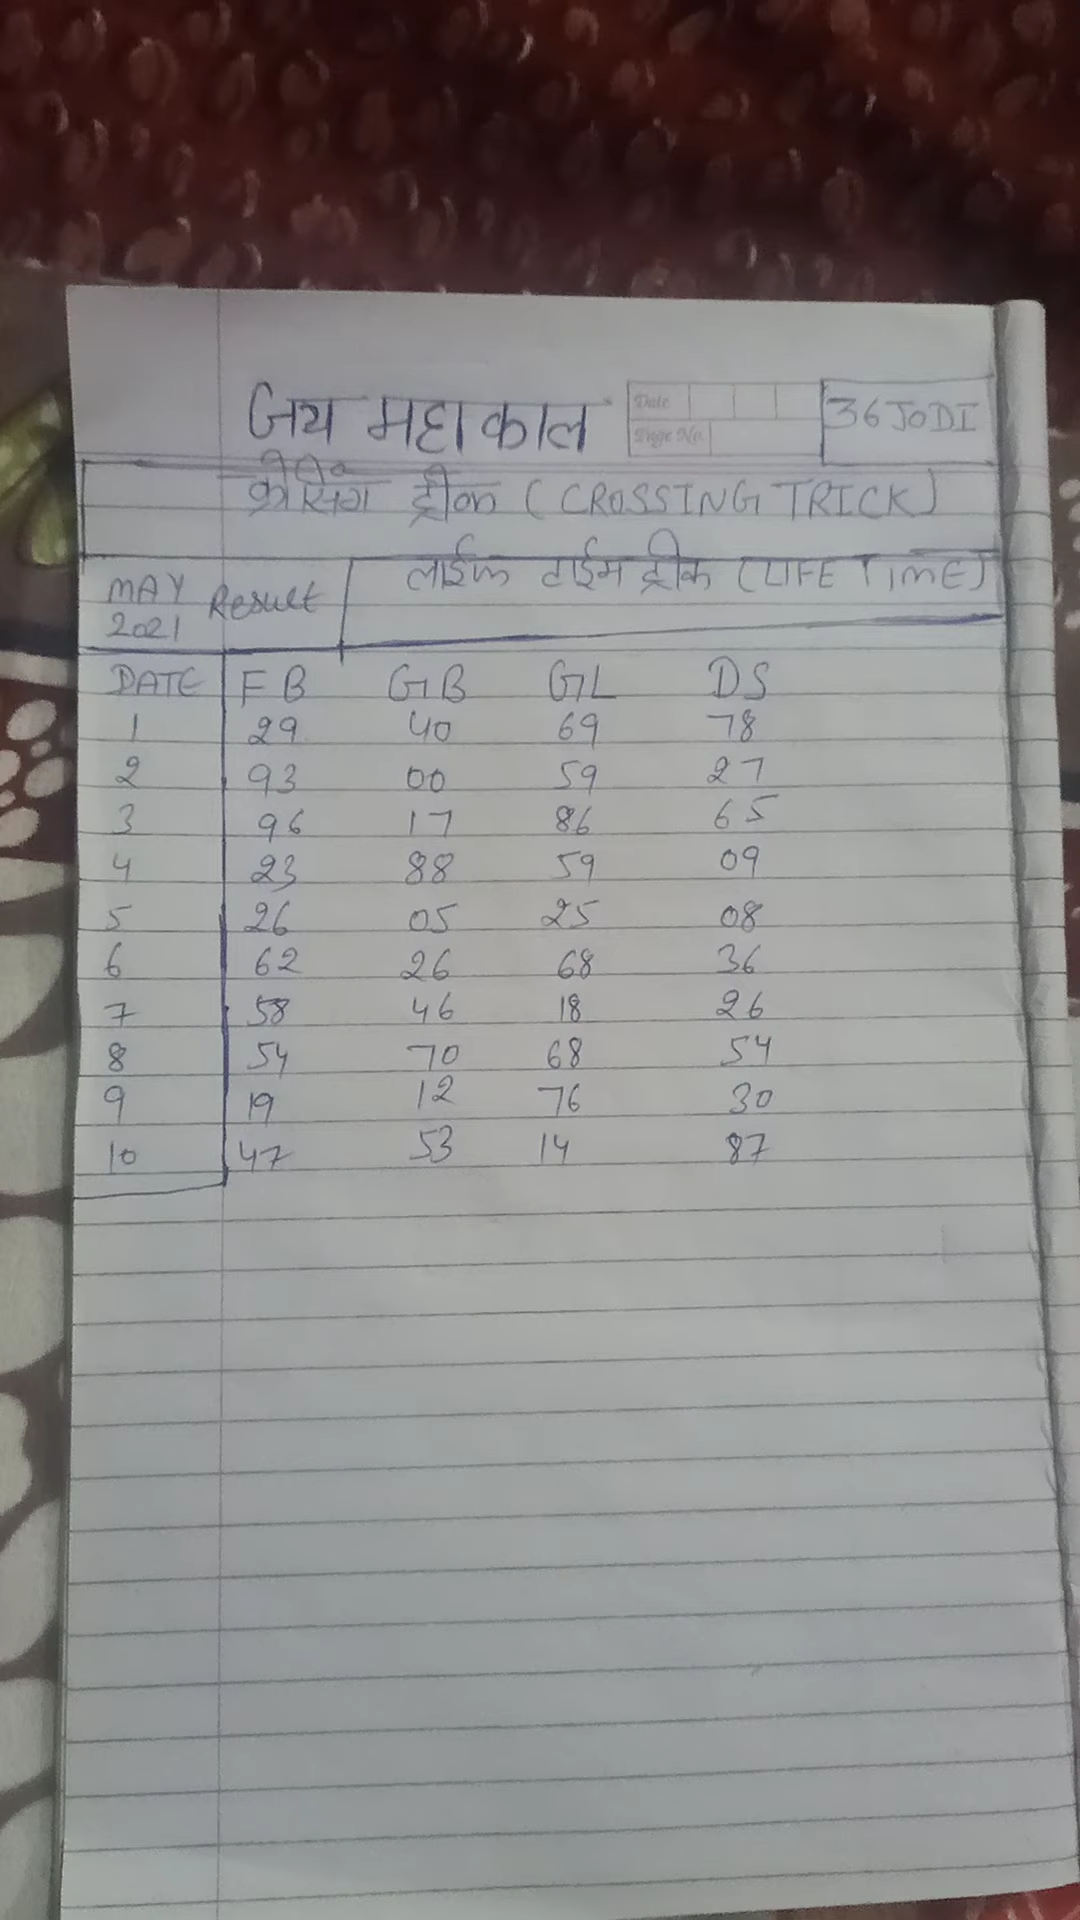 जय महाकाल
Date
Page No.
36 JODI
क्रोसिंग ट्रीक (CROSSING TRICK)
MAY 2021 Result
लाईफ टाईम ट्रीक (LIFE TIME)
DATE FB GB GL DS
1 29 40 69 78
2 93 00 59 27
3 96 17 86 65
4 23 88 59 09
5 26 05 25 08
6 62 26 68 36
7 58 46 18 26
8 54 70 68 54
9 19 12 76 30
10 47 53 14 87